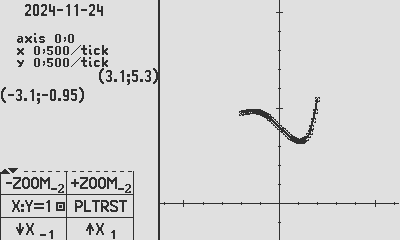 2024-11-24
axis 0;0
x 0;500/tick
y 0;500/tick
(3.1;5.3)
(-3.1;-0.95)
-ZOOM_2 +ZOOM_2
X:Y=1 PLTRST
↓X_-1 ↑X_1